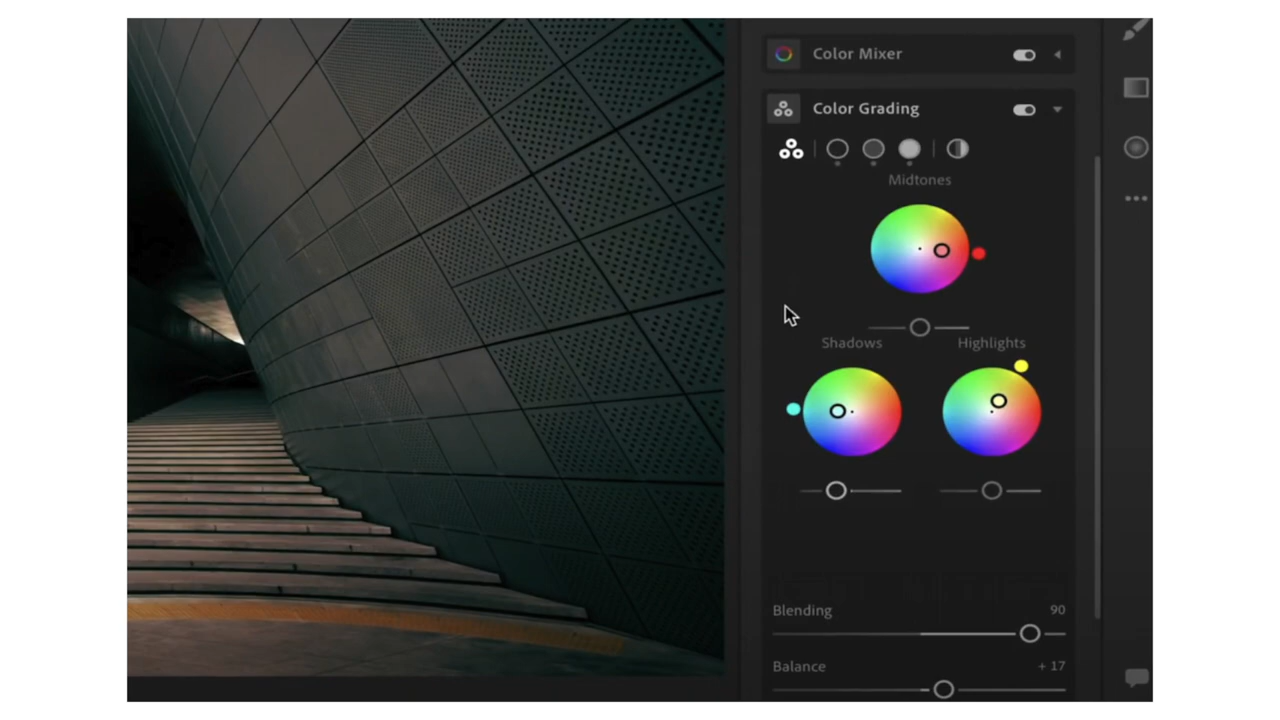 Color Mixer
Color Grading
Midtones
Shadows
Highlights
Blending 90
Balance + 17